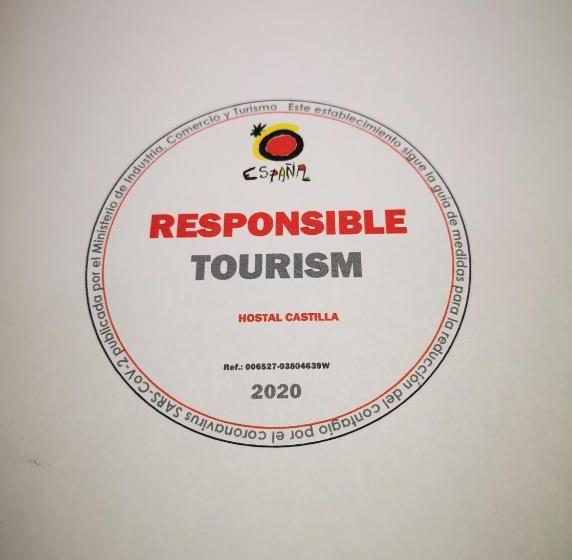 Este establecimiento sigue la guía de medidas para la reducción del contagio por el coronavirus SARS-CoV-2 publicada por el Ministerio de Industria, Comercio y Turismo
ESPAÑA
RESPONSIBLE
TOURISM
HOSTAL CASTILLA
Ref.: 006527-03804639W
2020